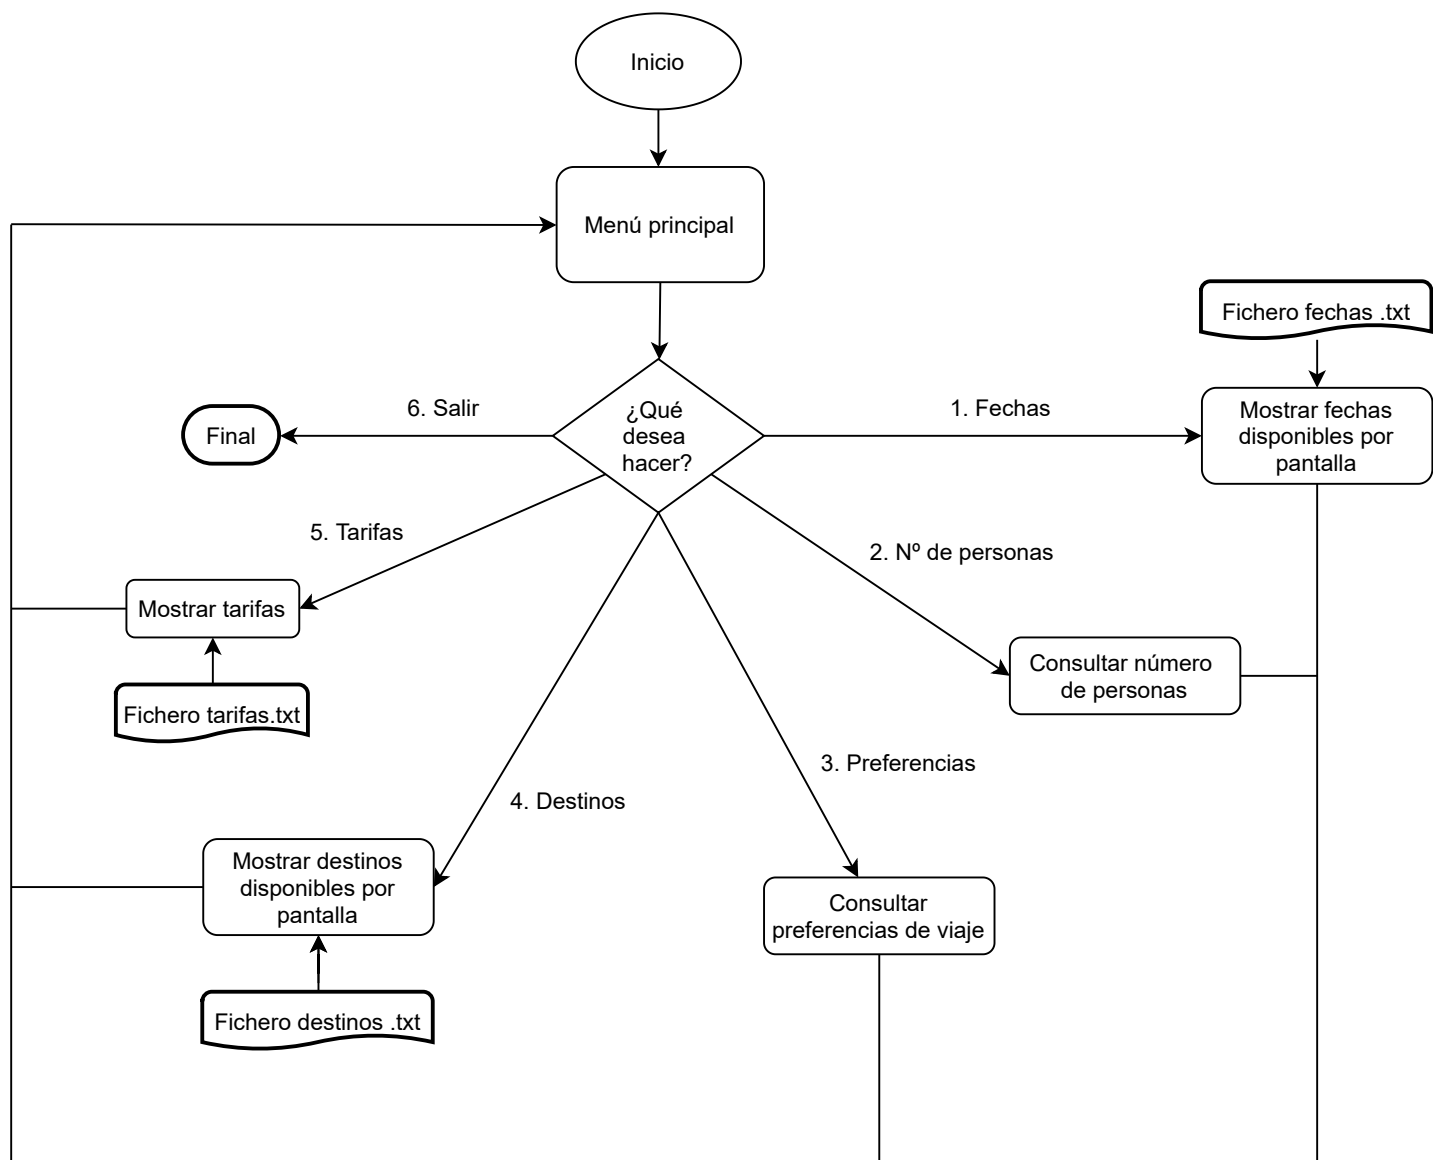 Inicio
Menú principal
Fichero fechas .txt
6. Salir
¿Qué
desea
hacer?
1. Fechas
Mostrar fechas
disponibles por
pantalla
Final
5. Tarifas
2. Nº de personas
Mostrar tarifas
Consultar número
de personas
Fichero tarifas.txt
3. Preferencias
4. Destinos
Mostrar destinos
disponibles por
pantalla
Consultar
preferencias de viaje
Fichero destinos .txt